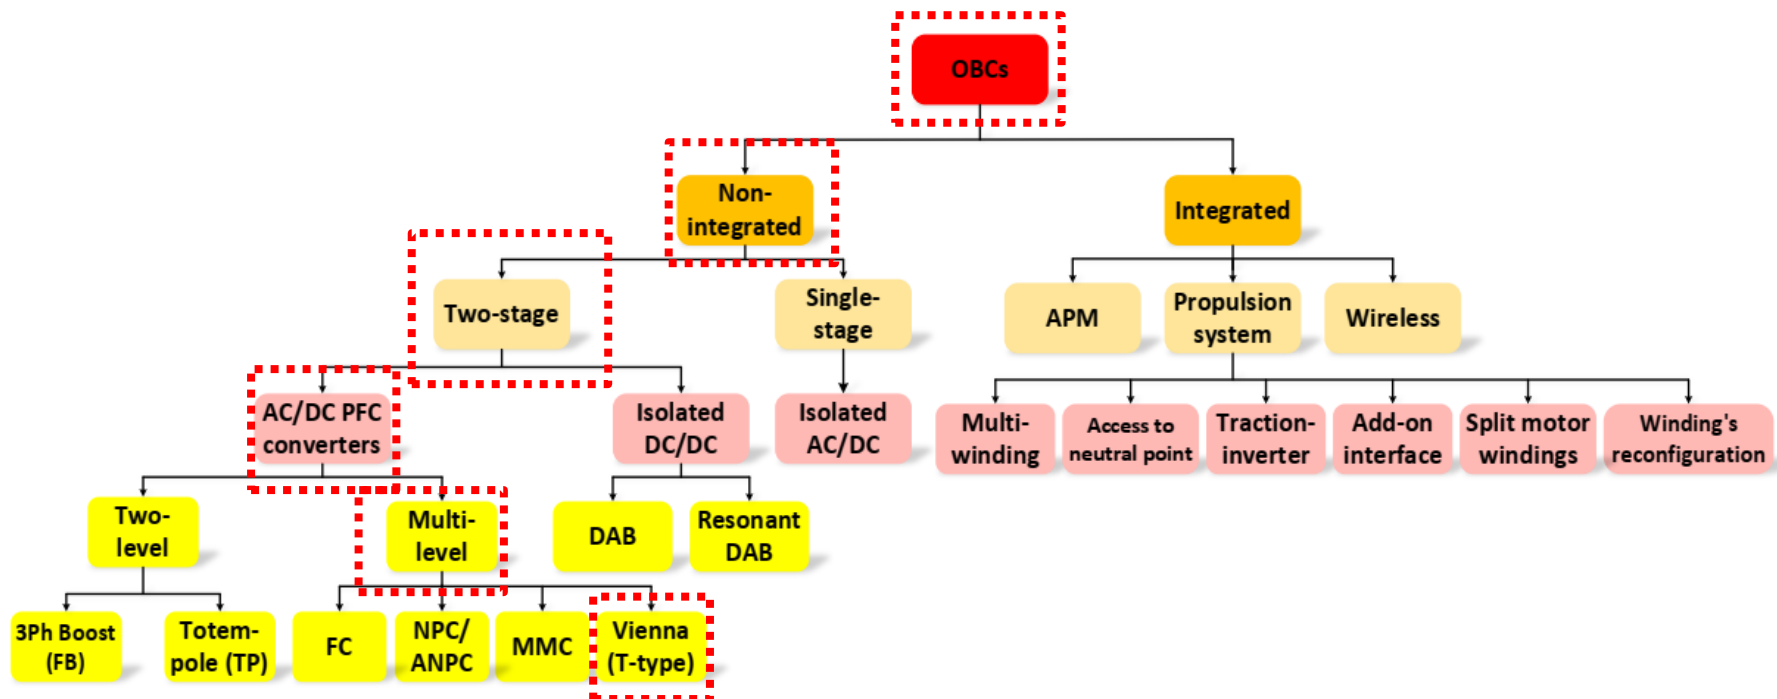 OBCs
Non-
integrated
Integrated
Two-stage
Single-
stage
APM
Propulsion
system
Wireless
AC/DC PFC
converters
Isolated
DC/DC
Isolated
AC/DC
Multi-
winding
Access to
neutral point
Traction-
inverter
Add-on
interface
Split motor
windings
Winding's
reconfiguration
Two-
level
Multi-
level
DAB
Resonant
DAB
3Ph Boost
(FB)
Totem-
pole (TP)
FC
NPC/
ANPC
MMC
Vienna
(T-type)